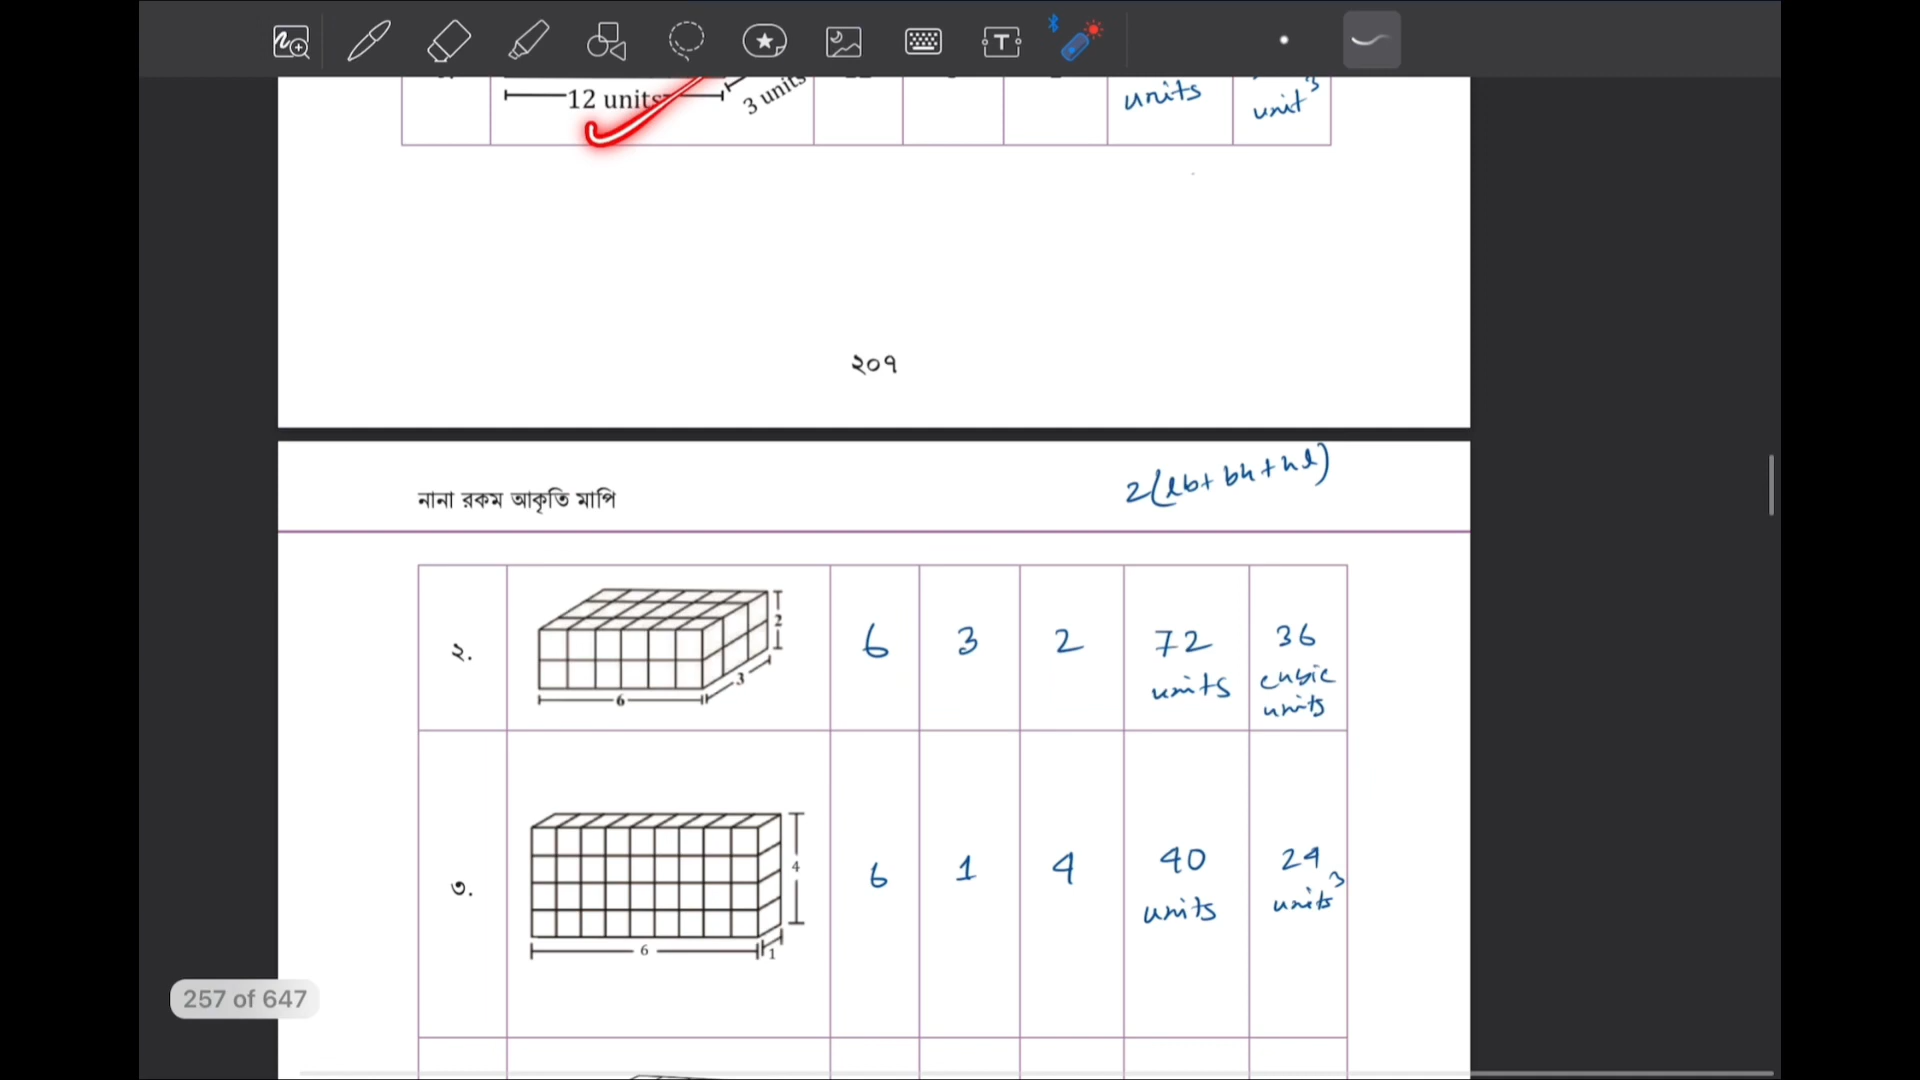 12 units
3 units
units
unit³
২০৭
নানা রকম আকৃতি মাপি
2(lb+bh+hl)
২.
2
3
6
6
3
2
72
units
36
cubic
units
৩.
4
6
1
6
1
4
40
units
24
units³
257 of 647